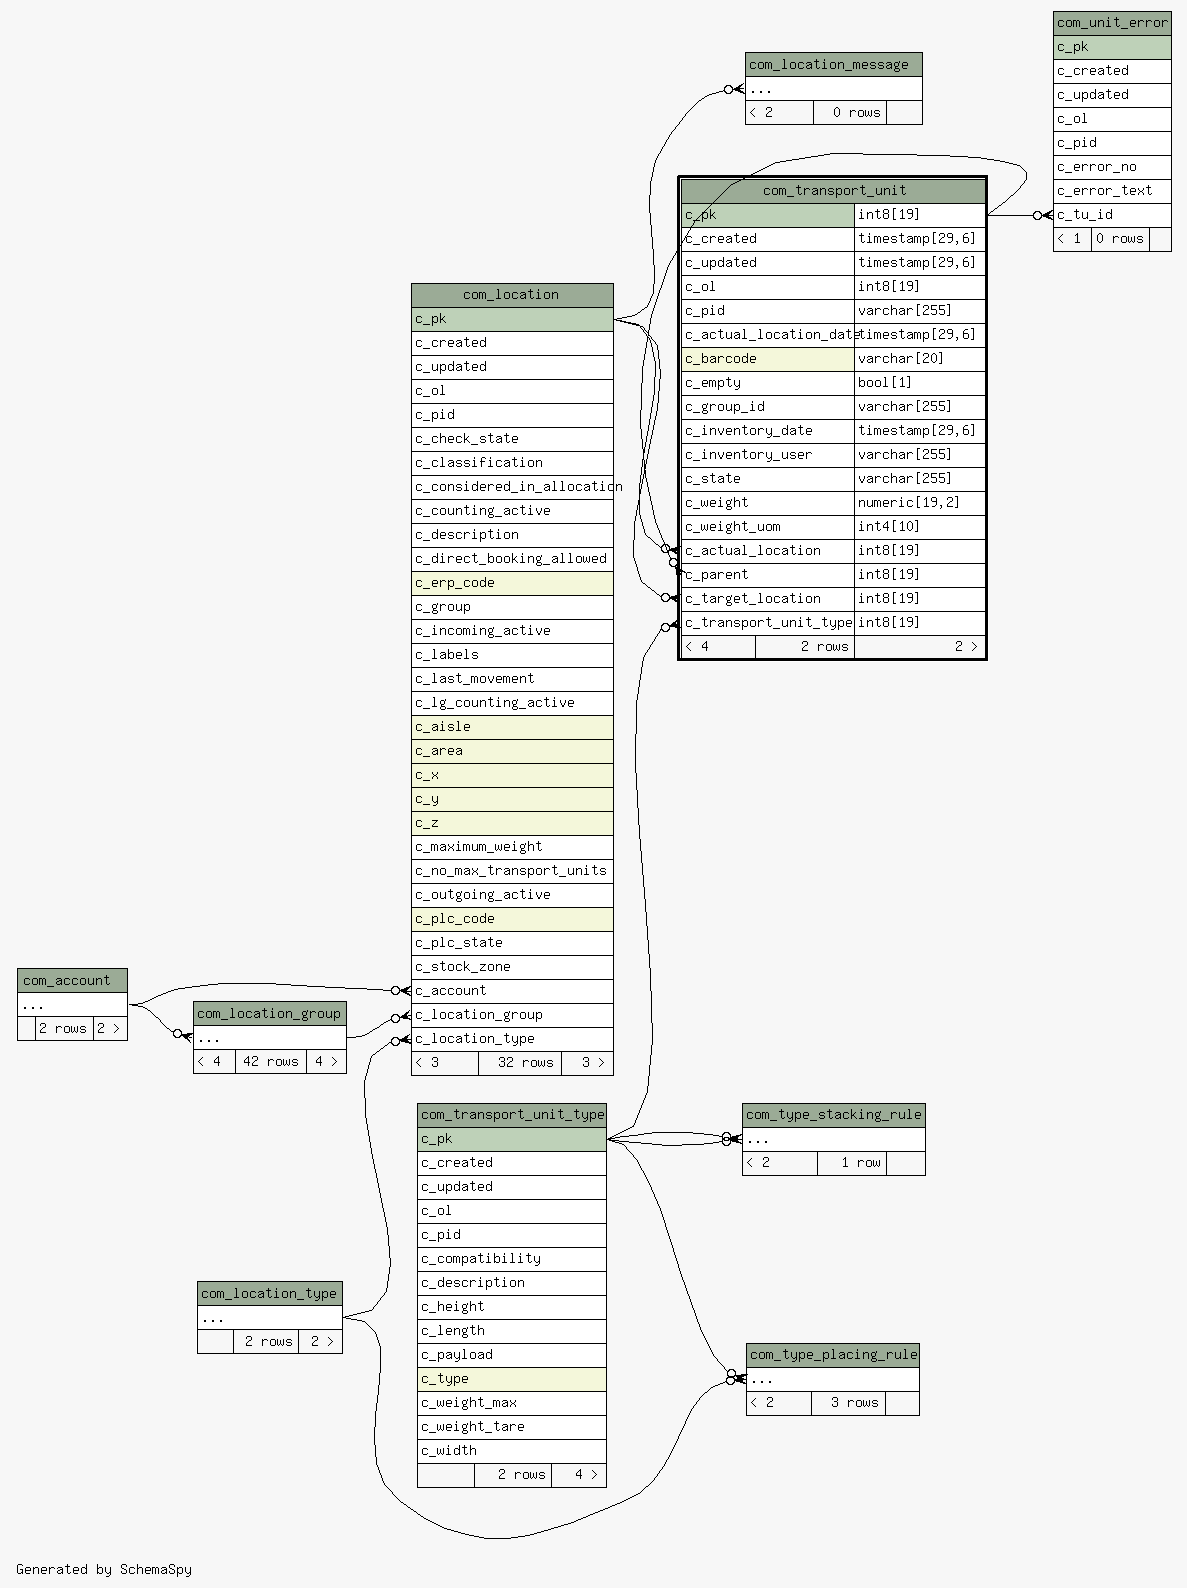 com_unit_error
c_pk
c_created
c_updated
c_ol
c_pid
c_error_no
c_error_text
c_tu_id
< 1 0 rows
com_location_message
...
< 2 0 rows
com_transport_unit
c_pk int8[19]
c_created timestamp[29,6]
c_updated timestamp[29,6]
c_ol int8[19]
c_pid varchar[255]
c_actual_location_date timestamp[29,6]
c_barcode varchar[20]
c_empty bool[1]
c_group_id varchar[255]
c_inventory_date timestamp[29,6]
c_inventory_user varchar[255]
c_state varchar[255]
c_weight numeric[19,2]
c_weight_uom int4[10]
c_actual_location int8[19]
c_parent int8[19]
c_target_location int8[19]
c_transport_unit_type int8[19]
< 4 2 rows 2 >
com_location
c_pk
c_created
c_updated
c_ol
c_pid
c_check_state
c_classification
c_considered_in_allocation
c_counting_active
c_description
c_direct_booking_allowed
c_erp_code
c_group
c_incoming_active
c_labels
c_last_movement
c_lg_counting_active
c_aisle
c_area
c_x
c_y
c_z
c_maximum_weight
c_no_max_transport_units
c_outgoing_active
c_plc_code
c_plc_state
c_stock_zone
c_account
c_location_group
c_location_type
< 3 32 rows 3 >
com_account
...
2 rows 2 >
com_location_group
...
< 4 42 rows 4 >
com_transport_unit_type
c_pk
c_created
c_updated
c_ol
c_pid
c_compatibility
c_description
c_height
c_length
c_payload
c_type
c_weight_max
c_weight_tare
c_width
2 rows 4 >
com_type_stacking_rule
...
< 2 1 row
com_location_type
...
2 rows 2 >
com_type_placing_rule
...
< 2 3 rows
Generated by SchemaSpy